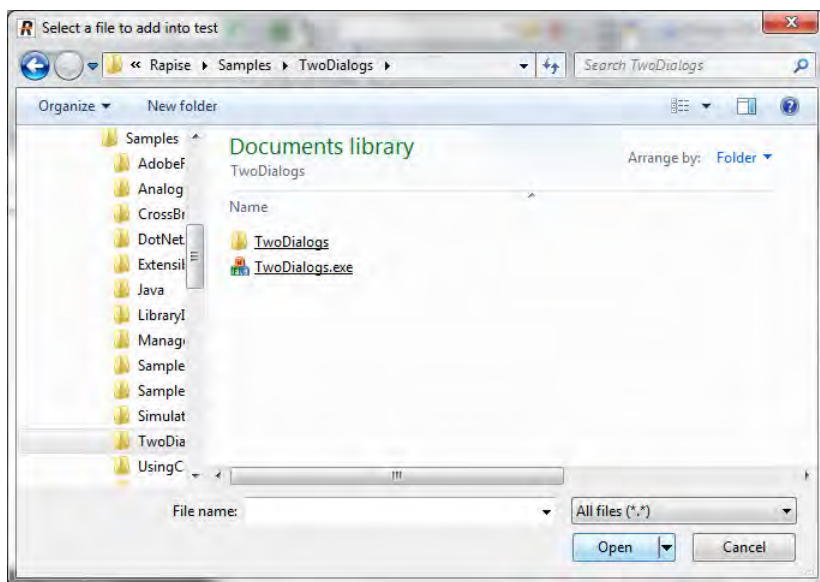 R Select a file to add into test
« Rapise ▸ Samples ▸ TwoDialogs ▸
Search TwoDialogs
Organize ▼ New folder
Samples
AdobeF
Analog
CrossBr
DotNet
Extensil
Java
LibraryI
Manag
Sample
Sample
Simulat
TwoDia
UsingC
Documents library
TwoDialogs
Arrange by: Folder ▼
Name
TwoDialogs
TwoDialogs.exe
File name:
All files (*.*)
Open
Cancel